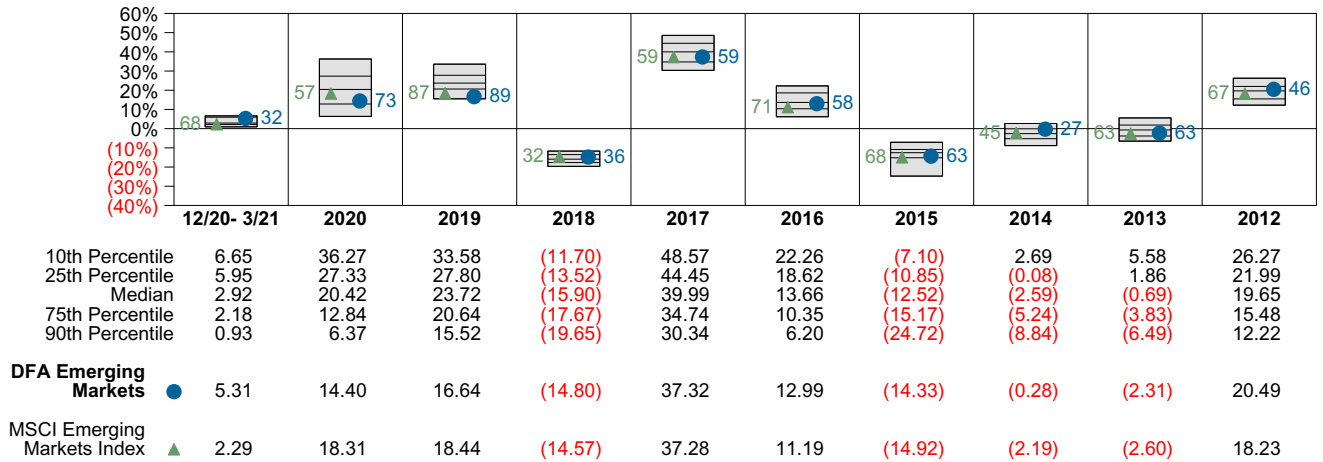 60%
50%
40%
30%
20%
10%
0%
(10%)
(20%)
(30%)
(40%)
68 32 57 73 87 89 32 36 59 59 71 58 68 63 45 27 63 63 67 46
12/20- 3/21 2020 2019 2018 2017 2016 2015 2014 2013 2012
10th Percentile 6.65 36.27 33.58 (11.70) 48.57 22.26 (7.10) 2.69 5.58 26.27
25th Percentile 5.95 27.33 27.80 (13.52) 44.45 18.62 (10.85) (0.08) 1.86 21.99
Median 2.92 20.42 23.72 (15.90) 39.99 13.66 (12.52) (2.59) (0.69) 19.65
75th Percentile 2.18 12.84 20.64 (17.67) 34.74 10.35 (15.17) (5.24) (3.83) 15.48
90th Percentile 0.93 6.37 15.52 (19.65) 30.34 6.20 (24.72) (8.84) (6.49) 12.22
DFA Emerging
Markets 5.31 14.40 16.64 (14.80) 37.32 12.99 (14.33) (0.28) (2.31) 20.49
MSCI Emerging
Markets Index 2.29 18.31 18.44 (14.57) 37.28 11.19 (14.92) (2.19) (2.60) 18.23